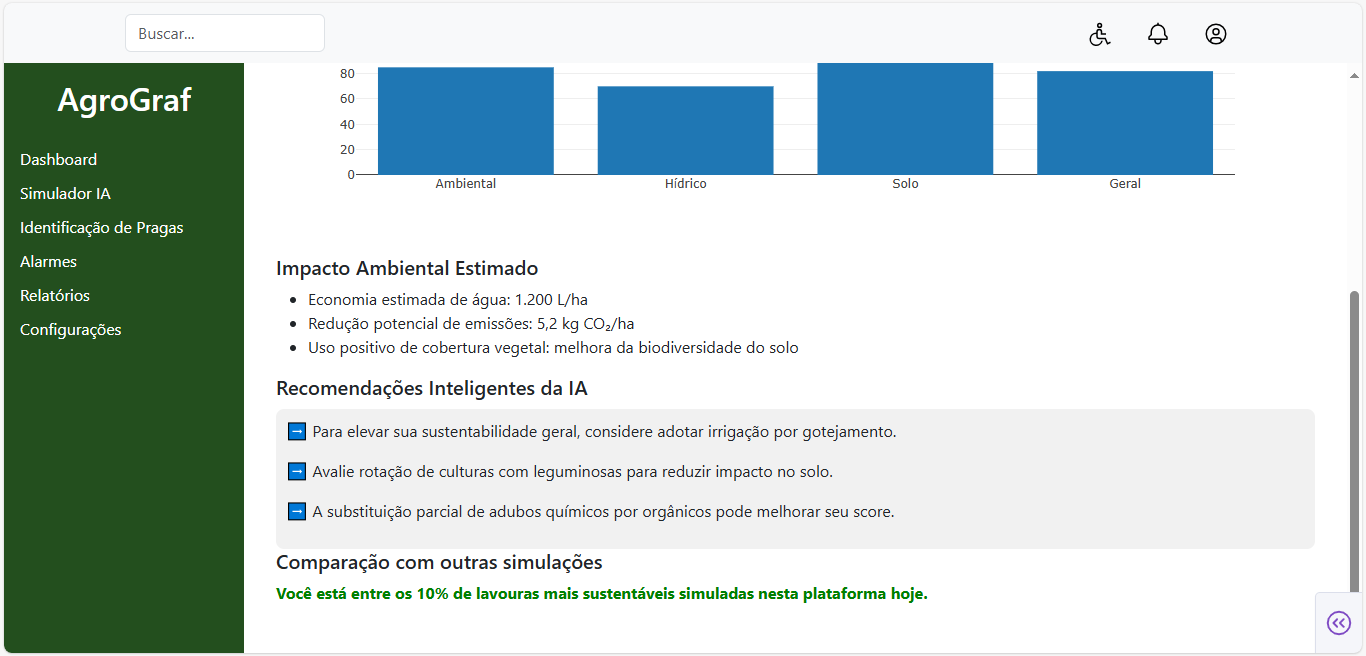 Buscar...
AgroGraf
Dashboard
Simulador IA
Identificação de Pragas
Alarmes
Relatórios
Configurações
80
60
40
20
0
Ambiental Hídrico Solo Geral
Impacto Ambiental Estimado
• Economia estimada de água: 1.200 L/ha
• Redução potencial de emissões: 5,2 kg CO₂/ha
• Uso positivo de cobertura vegetal: melhora da biodiversidade do solo
Recomendações Inteligentes da IA
➡️ Para elevar sua sustentabilidade geral, considere adotar irrigação por gotejamento.
➡️ Avalie rotação de culturas com leguminosas para reduzir impacto no solo.
➡️ A substituição parcial de adubos químicos por orgânicos pode melhorar seu score.
Comparação com outras simulações
Você está entre os 10% de lavouras mais sustentáveis simuladas nesta plataforma hoje.